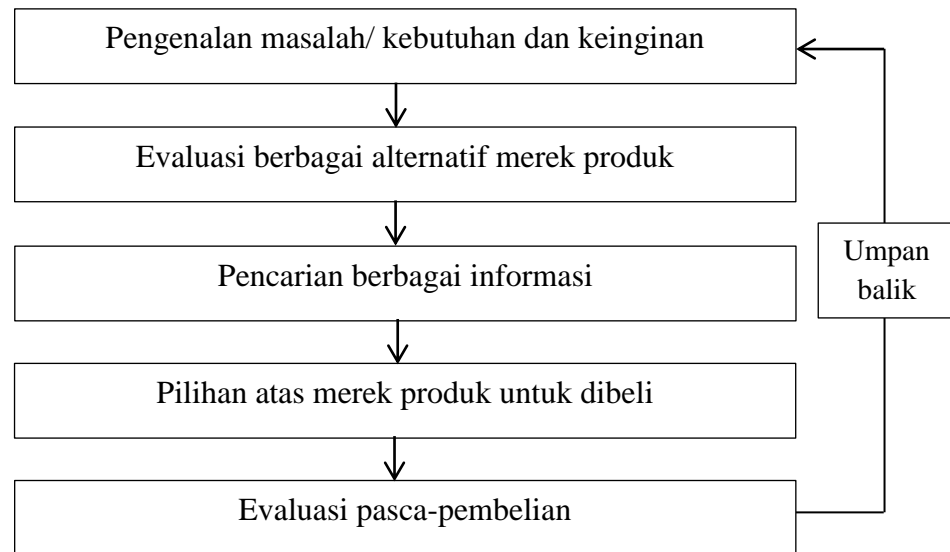 Pengenalan masalah/ kebutuhan dan keinginan
Evaluasi berbagai alternatif merek produk
Pencarian berbagai informasi
Pilihan atas merek produk untuk dibeli
Evaluasi pasca-pembelian
Umpan
balik